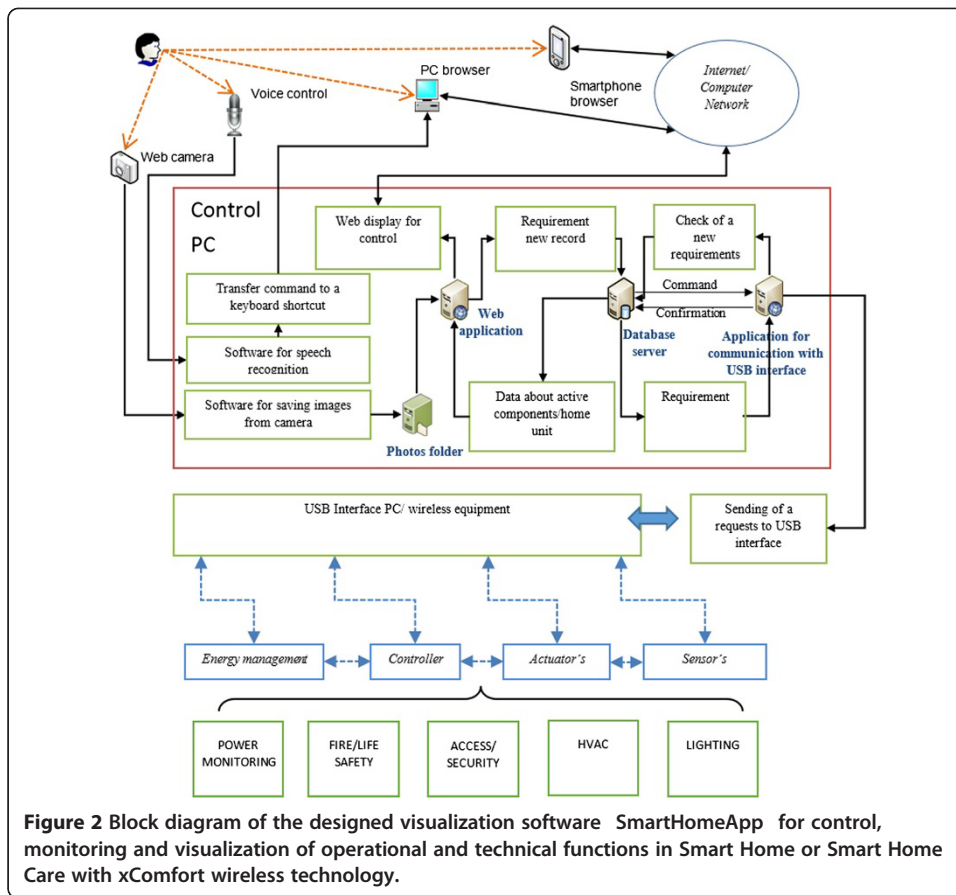 PC browser
Smartphone
browser
Internet/
Computer
Network
Voice control
Web camera
Control
PC
Web display for
control
Requirement
new record
Check of a
new
requirements
Transfer command to a
keyboard shortcut
Web
application
Command
Confirmation
Database
server
Application for
communication with
USB interface
Software for speech
recognition
Software for saving images
from camera
Photos folder
Data about active
components/home
unit
Requirement
USB Interface PC/ wireless equipment
Sending of a
requests to USB
interface
Energy management
Controller
Actuator´s
Sensor´s
POWER
MONITORING
FIRE/LIFE
SAFETY
ACCESS/
SECURITY
HVAC
LIGHTING
Figure 2 Block diagram of the designed visualization software SmartHomeApp for control,
monitoring and visualization of operational and technical functions in Smart Home or Smart Home
Care with xComfort wireless technology.